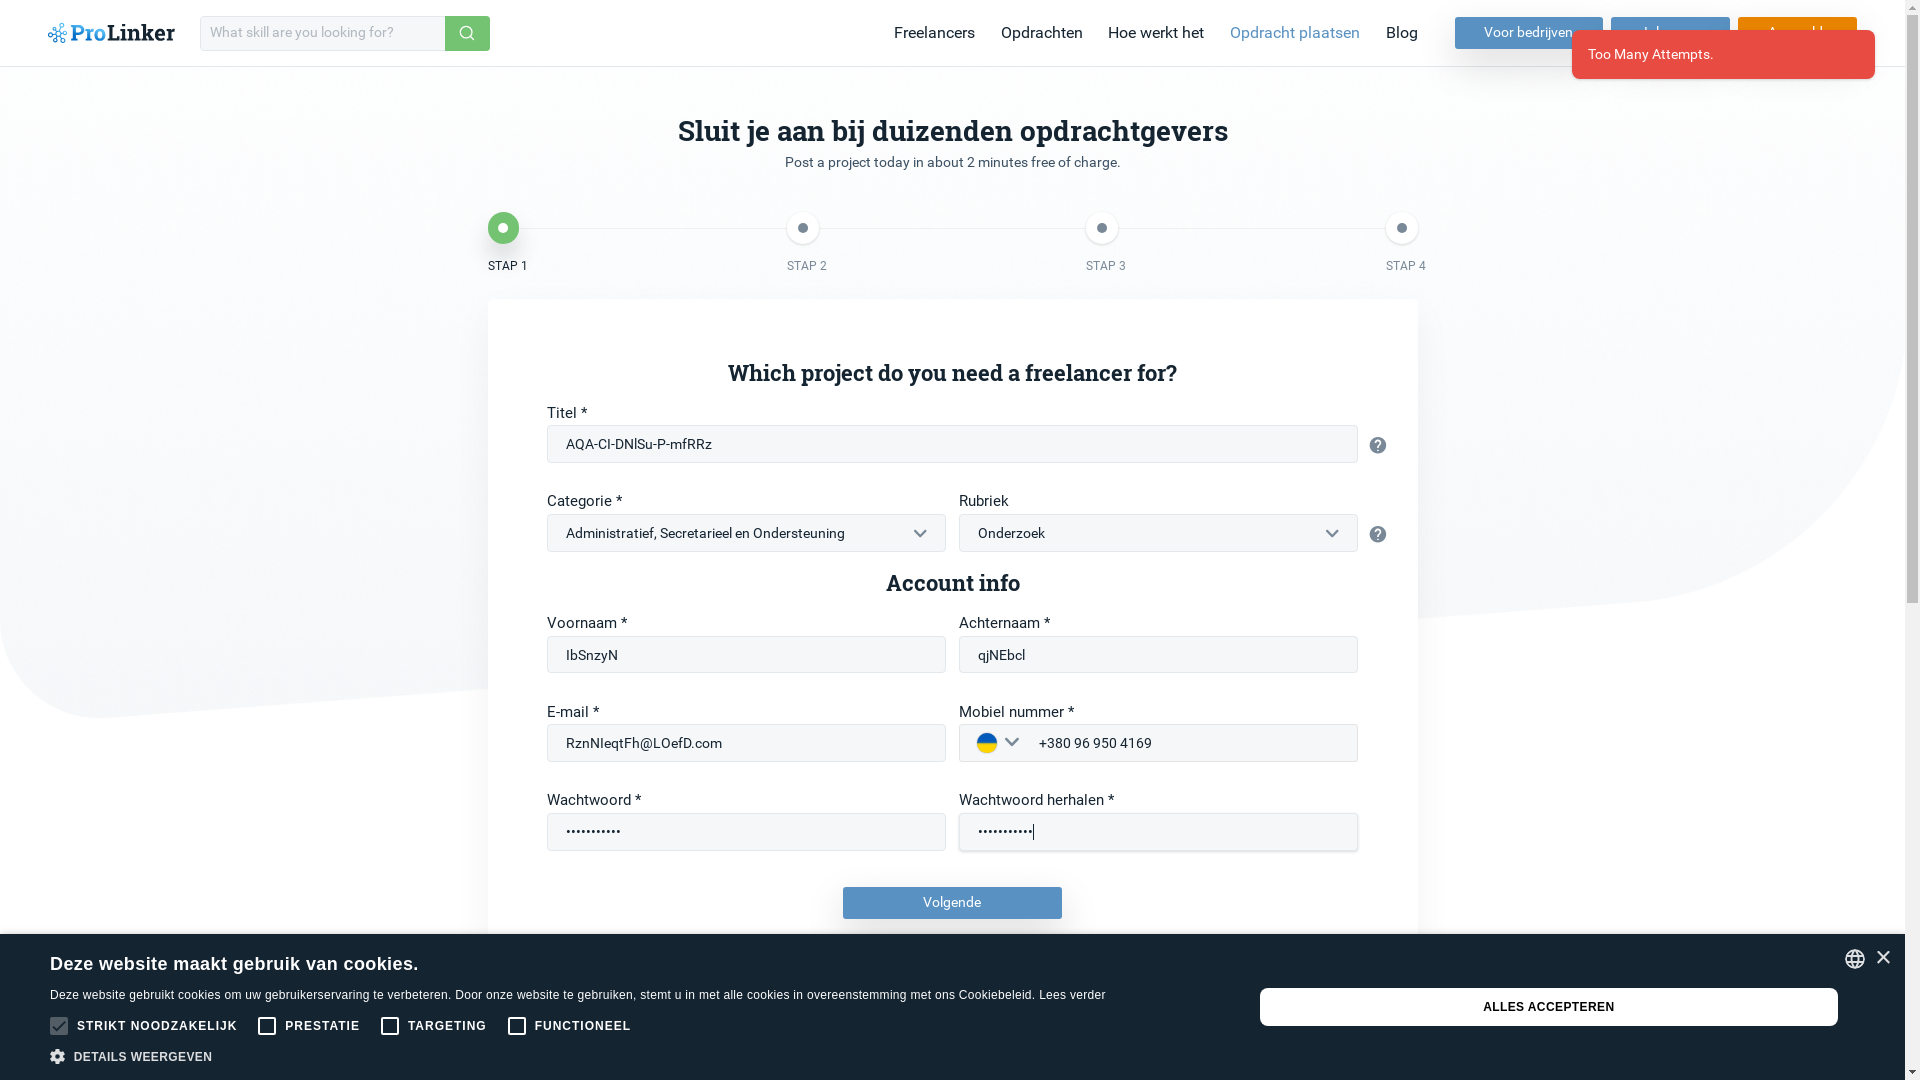 ProLinker
What skill are you looking for?
Freelancers
Opdrachten
Hoe werkt het
Opdracht plaatsen
Blog
Voor bedrijven
Too Many Attempts.
Sluit je aan bij duizenden opdrachtgevers
Post a project today in about 2 minutes free of charge.
STAP 1
STAP 2
STAP 3
STAP 4
Which project do you need a freelancer for?
Titel *
AQA-CI-DNlSu-P-mfRRz
Categorie *
Rubriek
Administratief, Secretarieel en Ondersteuning
Onderzoek
Account info
Voornaam *
Achternaam *
IbSnzyN
qjNEbcl
E-mail *
Mobiel nummer *
RznNIeqtFh@LOefD.com
+380 96 950 4169
Wachtwoord *
Wachtwoord herhalen *
•••••••••••
•••••••••••
Volgende
Deze website maakt gebruik van cookies.
Deze website gebruikt cookies om uw gebruikerservaring te verbeteren. Door onze website te gebruiken, stemt u in met alle cookies in overeenstemming met ons Cookiebeleid. Lees verder
STRIKT NOODZAKELIJK
PRESTATIE
TARGETING
FUNCTIONEEL
DETAILS WEERGEVEN
ALLES ACCEPTEREN